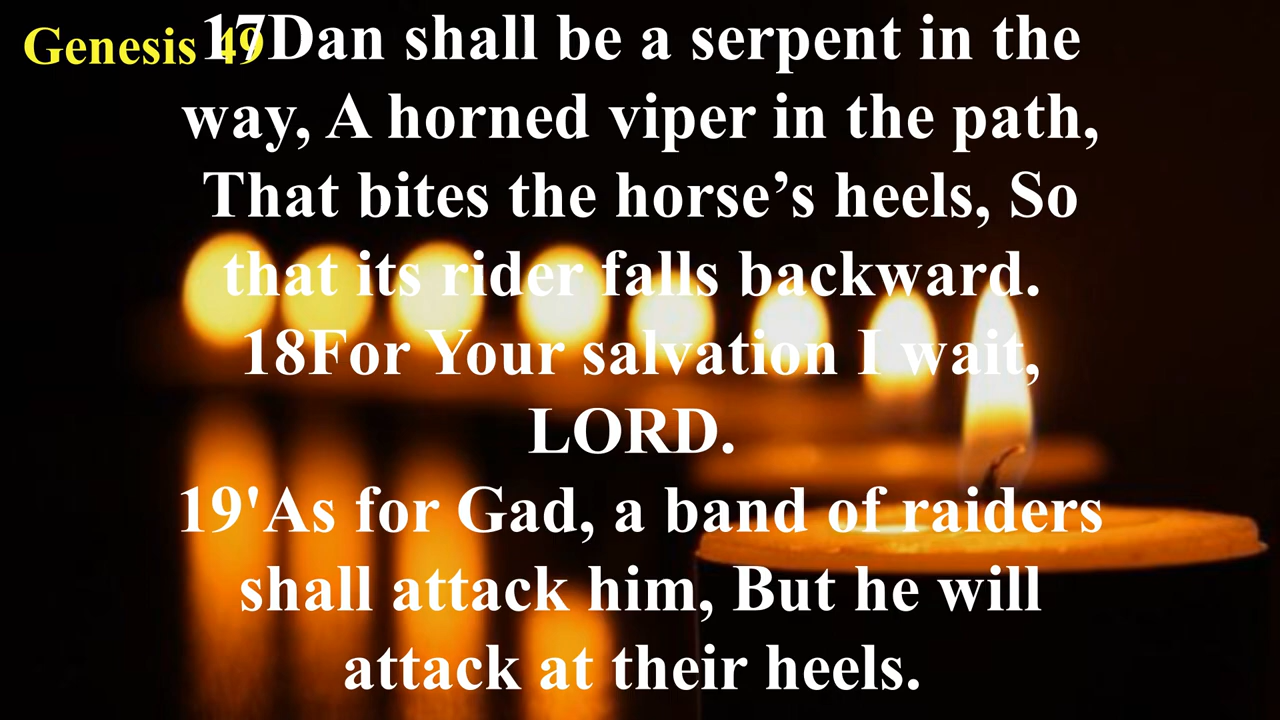 Genesis 49
17Dan shall be a serpent in the
way, A horned viper in the path,
That bites the horse’s heels, So
that its rider falls backward.
18For Your salvation I wait,
LORD.
19'As for Gad, a band of raiders
shall attack him, But he will
attack at their heels.